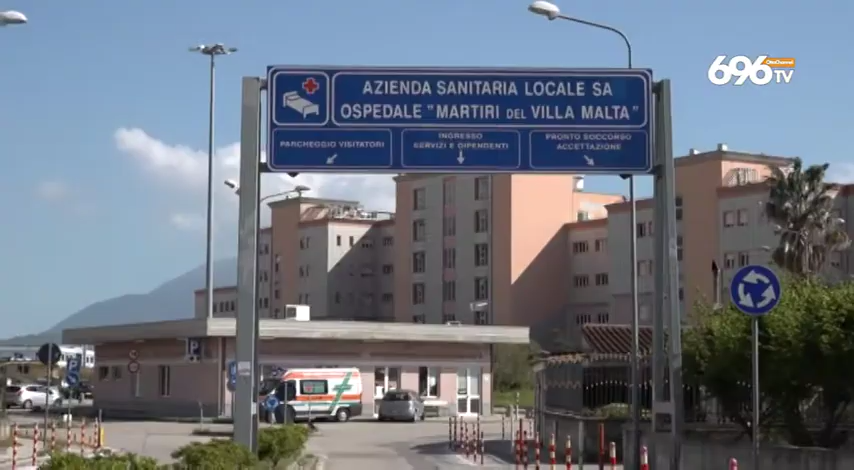 696
OttoChannel
TV
AZIENDA SANITARIA LOCALE SA
OSPEDALE "MARTIRI DEL VILLA MALTA"
PARCHEGGIO VISITATORI
INGRESSO
SERVIZI E DIPENDENTI
PRONTO SOCCORSO
ACCETTAZIONE
P
P